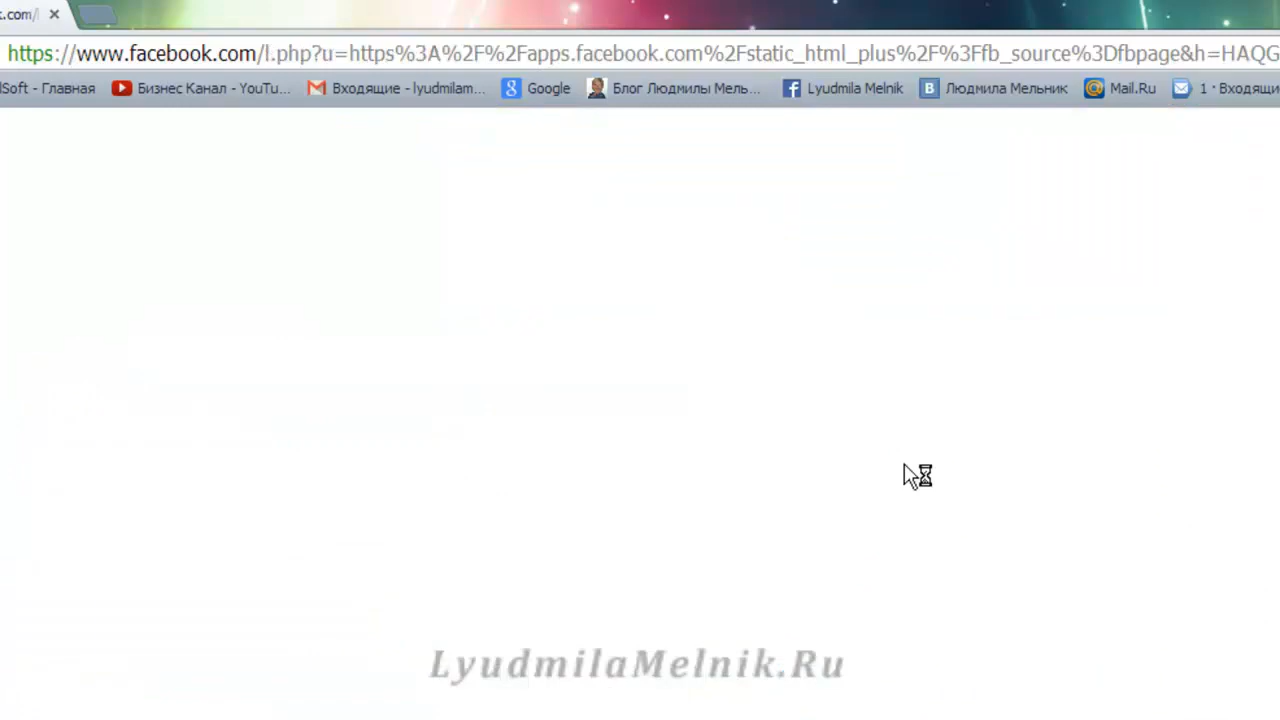 k.com/l
https://www.facebook.com/l.php?u=https%3A%2F%2Fapps.facebook.com%2Fstatic_html_plus%2F%3Ffb_source%3Dfbpage&h=HAQG
lSoft - Главная Бизнес Канал - YouTu... Входящие - lyudmilam... Google Блог Людмилы Мель... Lyudmila Melnik Людмила Мельник Mail.Ru 1 · Входящи
LyudmilaMelnik.Ru